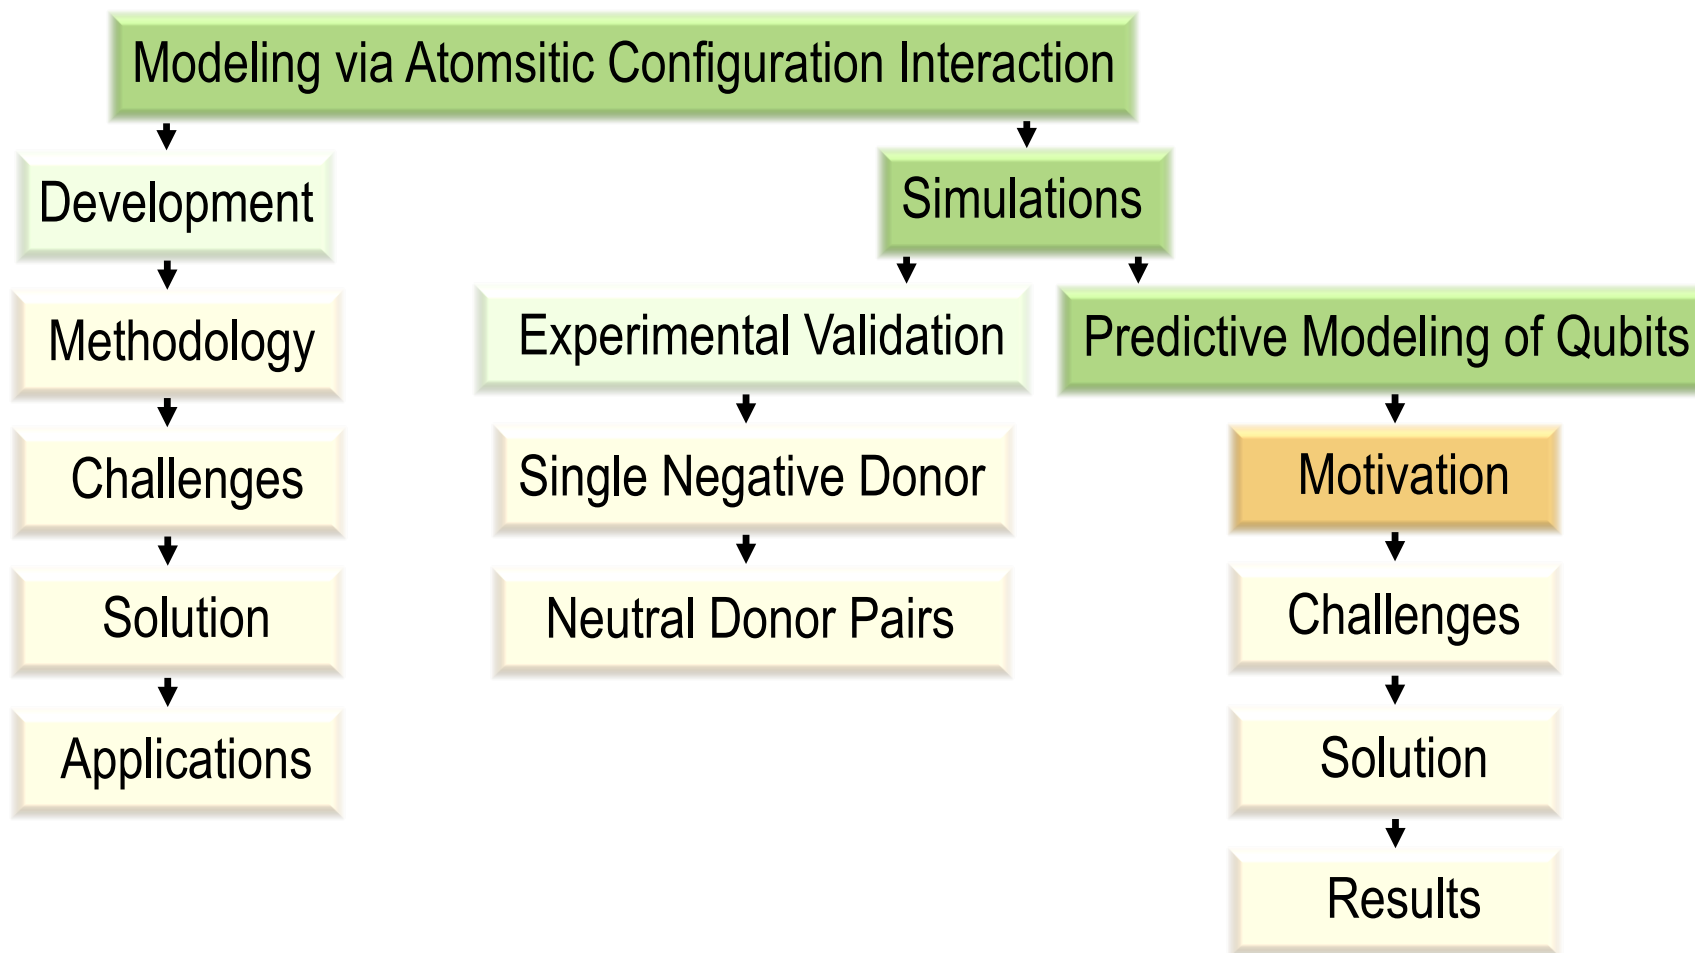 Modeling via Atomsitic Configuration Interaction
Development
Methodology
Challenges
Solution
Applications
Simulations
Experimental Validation
Single Negative Donor
Neutral Donor Pairs
Predictive Modeling of Qubits
Motivation
Challenges
Solution
Results